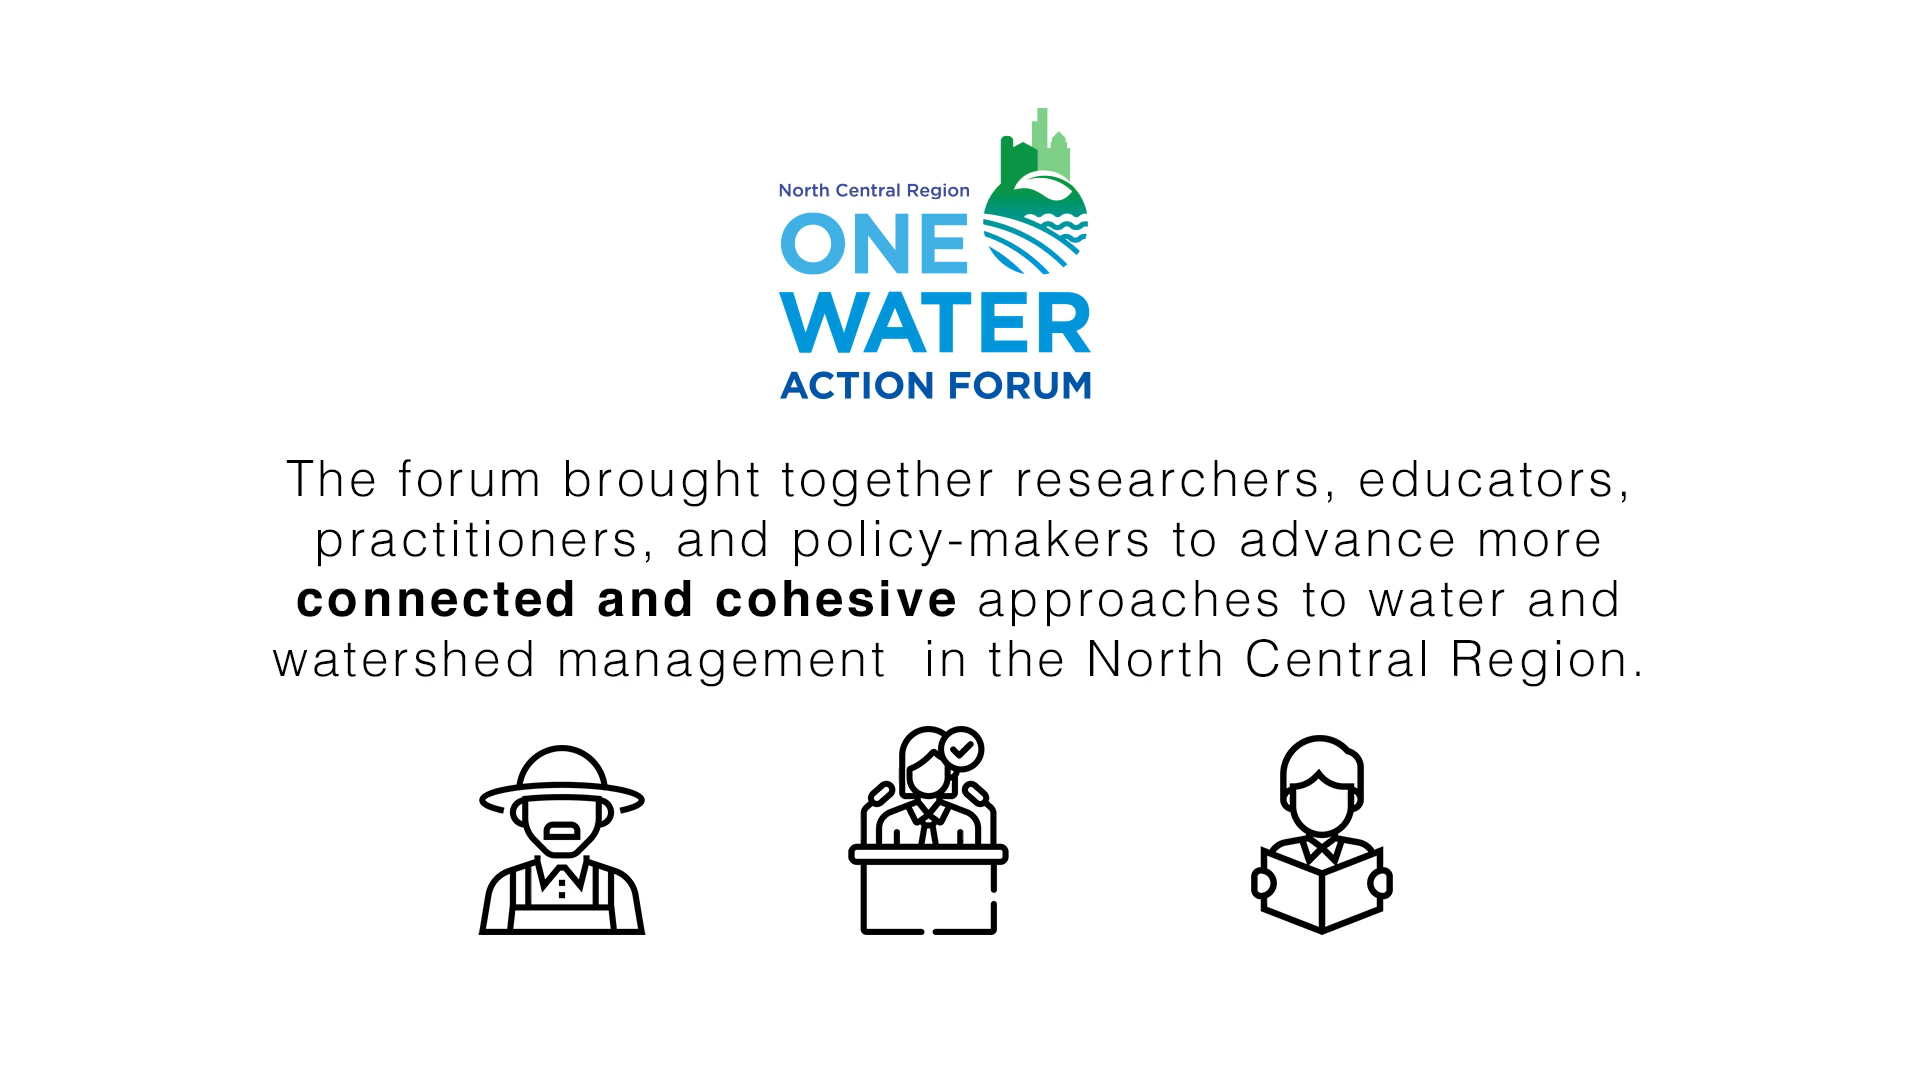 North Central Region
ONE
WATER
ACTION FORUM
The forum brought together researchers, educators,
practitioners, and policy-makers to advance more
connected and cohesive approaches to water and
watershed management  in the North Central Region.